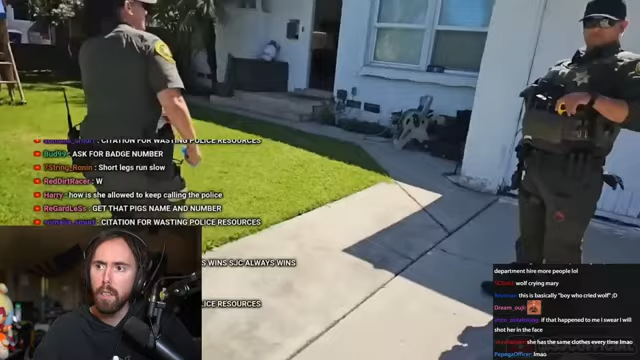 CITATION FOR WASTING POLICE RESOURCES
Bud99: ASK FOR BADGE NUMBER
Short legs run slow
RedDirtRacer: W
Harry: how is she allowed to keep calling the police
ReGardLeSs: GET THAT PIGS NAME AND NUMBER
CITATION FOR WASTING POLICE RESOURCES
S WINS SJC ALWAYS WINS
ICE RESOURCES
department hire more people lol
wolf crying mary
this is basically "boy who cried wolf" ;D
if that happened to me I swear I will
shot her in the face
she has the same clothes every time lmao
PepegaOfficer: lmao